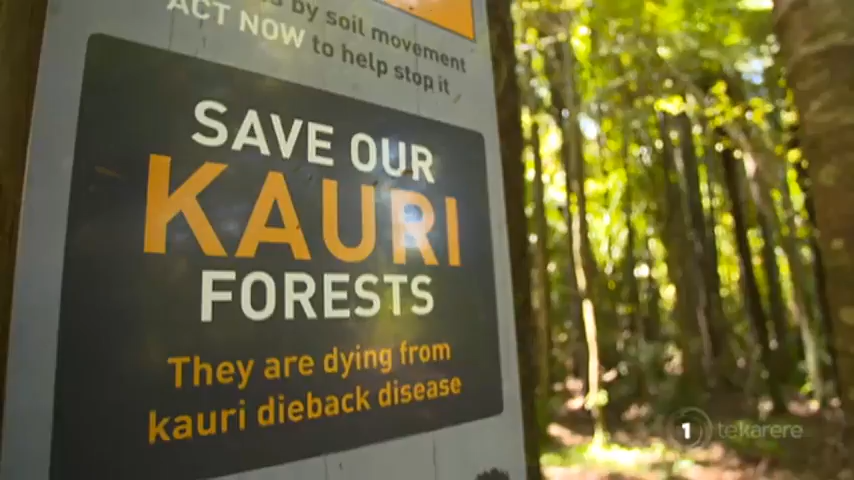 by soil movement
ACT NOW to help stop it
SAVE OUR
KAURI
FORESTS
They are dying from
kauri dieback disease
1 tekarere